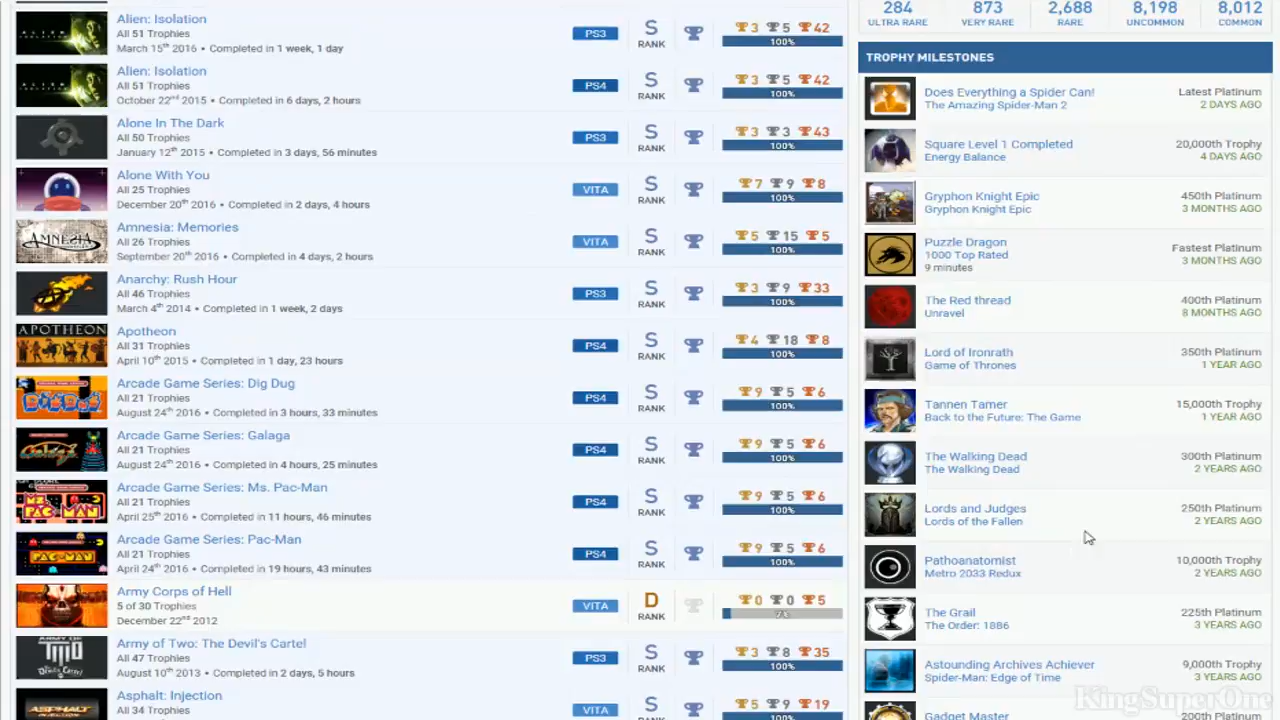 Alien: Isolation
All 51 Trophies
March 15th 2016 • Completed in 1 week, 1 day
PS3
S
RANK
3 5 42
100%
Alien: Isolation
All 51 Trophies
October 22nd 2015 • Completed in 6 days, 2 hours
PS4
S
RANK
3 5 42
100%
Alone In The Dark
All 50 Trophies
January 12th 2015 • Completed in 3 days, 56 minutes
PS3
S
RANK
3 3 43
100%
Alone With You
All 25 Trophies
December 20th 2016 • Completed in 2 days, 4 hours
VITA
S
RANK
7 9 8
100%
AMNESIA
Amnesia: Memories
All 26 Trophies
September 20th 2016 • Completed in 4 days, 2 hours
VITA
S
RANK
5 15 5
100%
Anarchy: Rush Hour
All 46 Trophies
March 4th 2014 • Completed in 1 week, 2 days
PS3
S
RANK
3 9 33
100%
APOTHEON
Apotheon
All 31 Trophies
April 10th 2015 • Completed in 1 day, 23 hours
PS4
S
RANK
4 18 8
100%
Arcade Game Series: Dig Dug
All 21 Trophies
August 24th 2016 • Completed in 3 hours, 33 minutes
PS4
S
RANK
9 5 6
100%
Arcade Game Series: Galaga
All 21 Trophies
August 24th 2016 • Completed in 4 hours, 25 minutes
PS4
S
RANK
9 5 6
100%
MS.
PAC-MAN
Arcade Game Series: Ms. Pac-Man
All 21 Trophies
April 25th 2016 • Completed in 11 hours, 46 minutes
PS4
S
RANK
9 5 6
100%
PAC-MAN
Arcade Game Series: Pac-Man
All 21 Trophies
April 24th 2016 • Completed in 19 hours, 43 minutes
PS4
S
RANK
9 5 6
100%
Army Corps of Hell
5 of 30 Trophies
December 22nd 2012
VITA
D
RANK
0 0 5
7%
ARMY OF
TWO
Army of Two: The Devil's Cartel
All 47 Trophies
August 10th 2013 • Completed in 2 days, 5 hours
PS3
S
RANK
3 8 35
100%
ASPHALT
Asphalt: Injection
All 34 Trophies
VITA
S
RANK
5 9 19
100%
284 873 2,688 8,198 8,012
ULTRA RARE VERY RARE RARE UNCOMMON COMMON
TROPHY MILESTONES
Does Everything a Spider Can! Latest Platinum
The Amazing Spider-Man 2 2 DAYS AGO
Square Level 1 Completed 20,000th Trophy
Energy Balance 4 DAYS AGO
Gryphon Knight Epic 450th Platinum
Gryphon Knight Epic 3 MONTHS AGO
Puzzle Dragon Fastest Platinum
1000 Top Rated 3 MONTHS AGO
9 minutes
The Red thread 400th Platinum
Unravel 8 MONTHS AGO
Lord of Ironrath 350th Platinum
Game of Thrones 1 YEAR AGO
Tannen Tamer 15,000th Trophy
Back to the Future: The Game 1 YEAR AGO
The Walking Dead 300th Platinum
The Walking Dead 2 YEARS AGO
Lords and Judges 250th Platinum
Lords of the Fallen 2 YEARS AGO
Pathoanatomist 10,000th Trophy
Metro 2033 Redux 2 YEARS AGO
The Grail 225th Platinum
The Order: 1886 3 YEARS AGO
Astounding Archives Achiever 9,000th Trophy
Spider-Man: Edge of Time 3 YEARS AGO
Gadget Master 200th Platinum
KingSuperOne